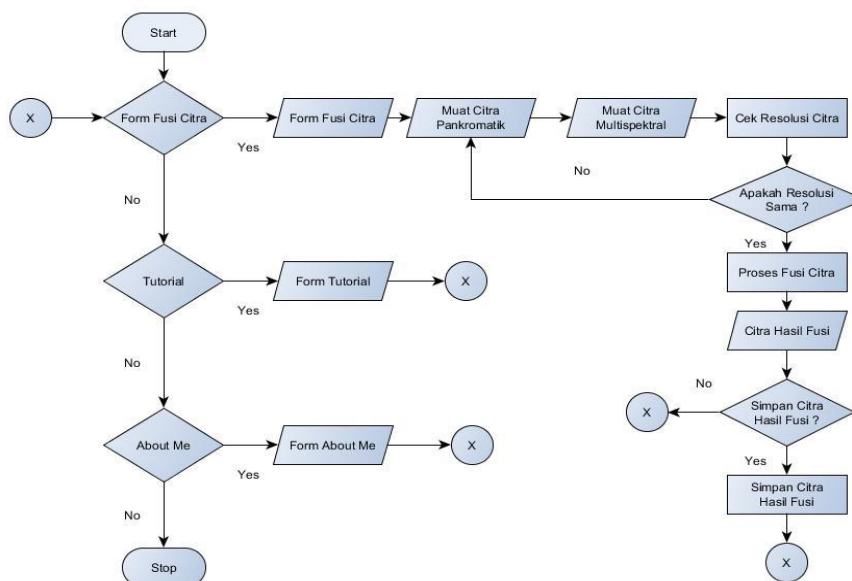 Start
X
Form Fusi Citra
Yes
Form Fusi Citra
Muat Citra
Pankromatik
Muat Citra
Multispektral
Cek Resolusi Citra
No
Apakah Resolusi
Sama ?
No
Yes
Tutorial
Yes
Form Tutorial
X
Proses Fusi Citra
Citra Hasil Fusi
No
No
Simpan Citra
Hasil Fusi ?
X
About Me
Yes
Form About Me
X
Yes
Simpan Citra
Hasil Fusi
No
Stop
X